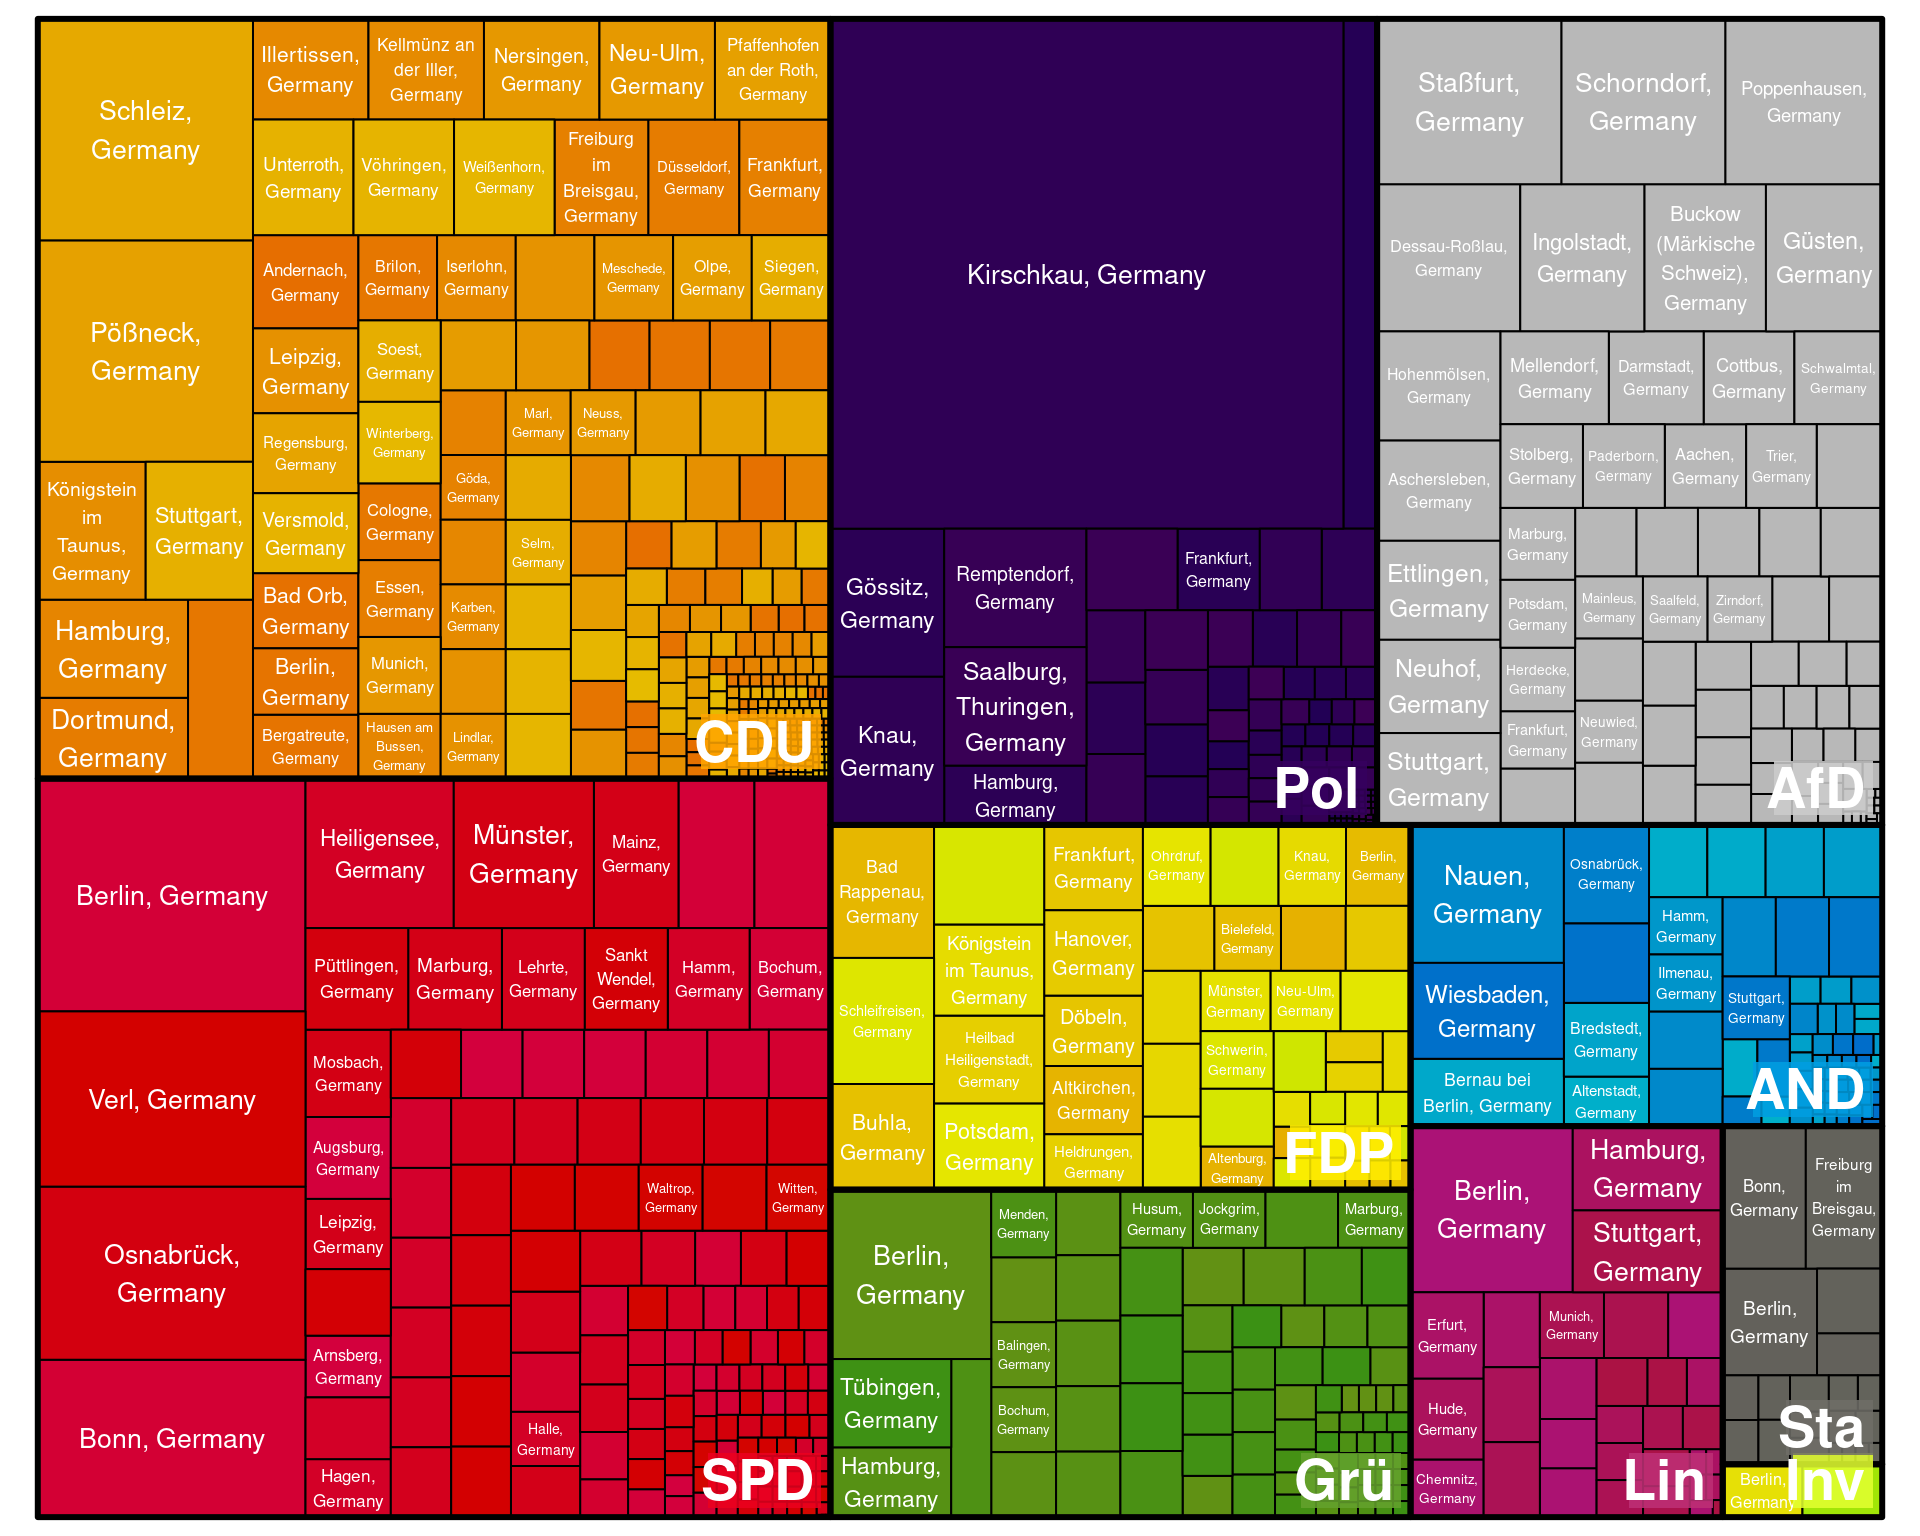 Schleiz,
Germany
Pößneck,
Germany
Königstein
im
Taunus,
Germany
Stuttgart,
Germany
Hamburg,
Germany
Dortmund,
Germany
Illertissen,
Germany
Kellmünz an
der Iller,
Germany
Nersingen,
Germany
Neu-Ulm,
Germany
Pfaffenhofen
an der Roth,
Germany
Unterroth,
Germany
Vöhringen,
Germany
Weißenhorn,
Germany
Freiburg
im
Breisgau,
Germany
Düsseldorf,
Germany
Frankfurt,
Germany
Andernach,
Germany
Brilon,
Germany
Iserlohn,
Germany
Meschede,
Germany
Olpe,
Germany
Siegen,
Germany
Leipzig,
Germany
Soest,
Germany
Regensburg,
Germany
Winterberg,
Germany
Marl,
Germany
Neuss,
Germany
Versmold,
Germany
Cologne,
Germany
Göda,
Germany
Selm,
Germany
Bad Orb,
Germany
Essen,
Germany
Karben,
Germany
Berlin,
Germany
Munich,
Germany
Bergatreute,
Germany
Hausen am
Bussen,
Germany
Lindlar,
Germany
CDU
Kirschkau, Germany
Gössitz,
Germany
Knau,
Germany
Remptendorf,
Germany
Saalburg,
Thuringen,
Germany
Hamburg,
Germany
Frankfurt,
Germany
Pol
Staßfurt,
Germany
Schorndorf,
Germany
Poppenhausen,
Germany
Dessau-Roßlau,
Germany
Ingolstadt,
Germany
Buckow
(Märkische
Schweiz),
Germany
Güsten,
Germany
Hohenmölsen,
Germany
Mellendorf,
Germany
Darmstadt,
Germany
Cottbus,
Germany
Schwalmtal,
Germany
Aschersleben,
Germany
Stolberg,
Germany
Paderborn,
Germany
Aachen,
Germany
Trier,
Germany
Ettlingen,
Germany
Marburg,
Germany
Neuhof,
Germany
Potsdam,
Germany
Mainleus,
Germany
Saalfeld,
Germany
Zirndorf,
Germany
Herdecke,
Germany
Stuttgart,
Germany
Frankfurt,
Germany
Neuwied,
Germany
AfD
Berlin, Germany
Verl, Germany
Osnabrück,
Germany
Bonn, Germany
Heiligensee,
Germany
Münster,
Germany
Mainz,
Germany
Püttlingen,
Germany
Marburg,
Germany
Lehrte,
Germany
Sankt
Wendel,
Germany
Hamm,
Germany
Bochum,
Germany
Mosbach,
Germany
Augsburg,
Germany
Leipzig,
Germany
Arnsberg,
Germany
Hagen,
Germany
Waltrop,
Germany
Witten,
Germany
Halle,
Germany
SPD
Bad
Rappenau,
Germany
Schleifreisen,
Germany
Buhla,
Germany
Königstein
im Taunus,
Germany
Heilbad
Heiligenstadt,
Germany
Potsdam,
Germany
Frankfurt,
Germany
Hanover,
Germany
Döbeln,
Germany
Altkirchen,
Germany
Heldrungen,
Germany
Ohrdruf,
Germany
Knau,
Germany
Berlin,
Germany
Bielefeld,
Germany
Münster,
Germany
Neu-Ulm,
Germany
Schwerin,
Germany
Altenburg,
Germany
FDP
Nauen,
Germany
Wiesbaden,
Germany
Bernau bei
Berlin, Germany
Osnabrück,
Germany
Bredstedt,
Germany
Altenstadt,
Germany
Hamm,
Germany
Ilmenau,
Germany
Stuttgart,
Germany
AND
Berlin,
Germany
Tübingen,
Germany
Hamburg,
Germany
Menden,
Germany
Balingen,
Germany
Bochum,
Germany
Husum,
Germany
Jockgrim,
Germany
Marburg,
Germany
Grü
Berlin,
Germany
Hamburg,
Germany
Stuttgart,
Germany
Erfurt,
Germany
Hude,
Germany
Chemnitz,
Germany
Munich,
Germany
Lin
Bonn,
Germany
Freiburg
im
Breisgau,
Germany
Berlin,
Germany
Sta
Berlin,
Germany
Inv